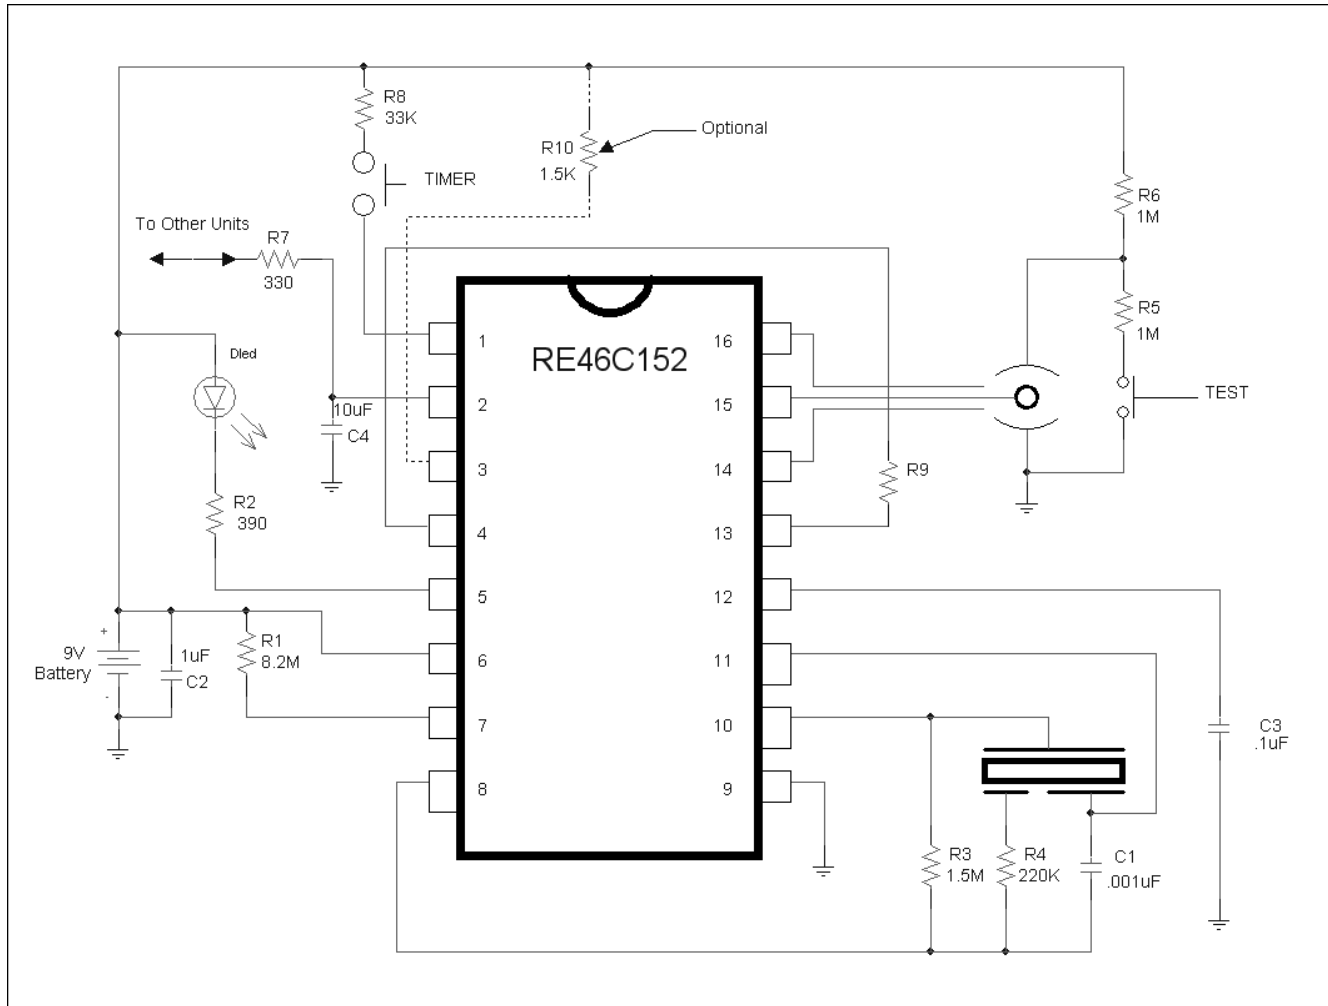 R8
33K
R10
1.5K
Optional
TIMER
R6
1M
To Other Units
R7
330
R5
1M
Dled
RE46C152
1
2
3
4
5
6
7
8
16
15
14
13
12
11
10
9
TEST
10uF
C4
R9
R2
390
+
9V
Battery
-
1uF
C2
R1
8.2M
C3
.1uF
R3
1.5M
R4
220K
C1
.001uF